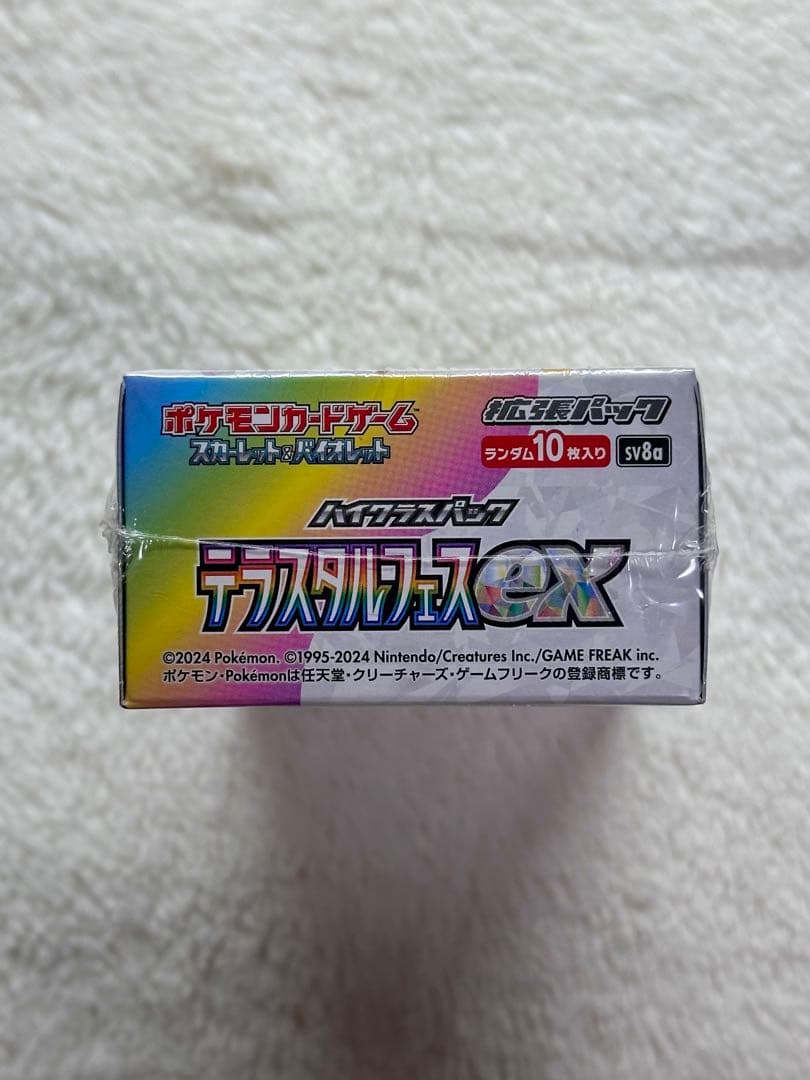 ポケモンカードゲーム™
スカーレット&バイオレット
拡張パック
ランダム10枚入り SV8a
ハイクラスパック
テラスタルフェスex
©2024 Pokémon. ©1995-2024 Nintendo/Creatures Inc./GAME FREAK inc.
ポケモン・Pokémonは任天堂・クリーチャーズ・ゲームフリークの登録商標です。